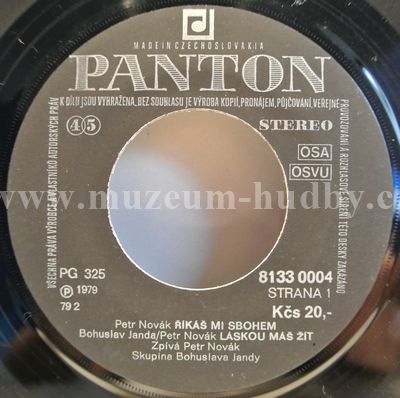 MADE IN CZECHOSLOVAKIA
PANTON
K DÍLU JSOU VYHRAŽENA. BEZ SOUHLASU JE VÝROBA KOPIÍ, PRONÁJEM, PŮJČOVÁNÍ, VEŘEJNÉ
PROVOZOVÁNÍ A ROZHLASOVÉ ŠÍŘENÍ TÉTO DESKY ZAKÁZÁNO
VŠECHNA PRÁVA VÝROBCE A VLASTNÍKŮ AUTORSKÝCH PRÁV
45
STEREO
OSA
OSVU
www.muzeum-hudby.c
PG 325
8133 0004
℗ 1979
STRANA 1
79 2
Kčs 20,-
Petr Novák ŘÍKÁŠ MI SBOHEM
Bohuslav Janda/Petr Novák LÁSKOU MÁŠ ŽÍT
Zpívá Petr Novák
Skupina Bohuslava Jandy